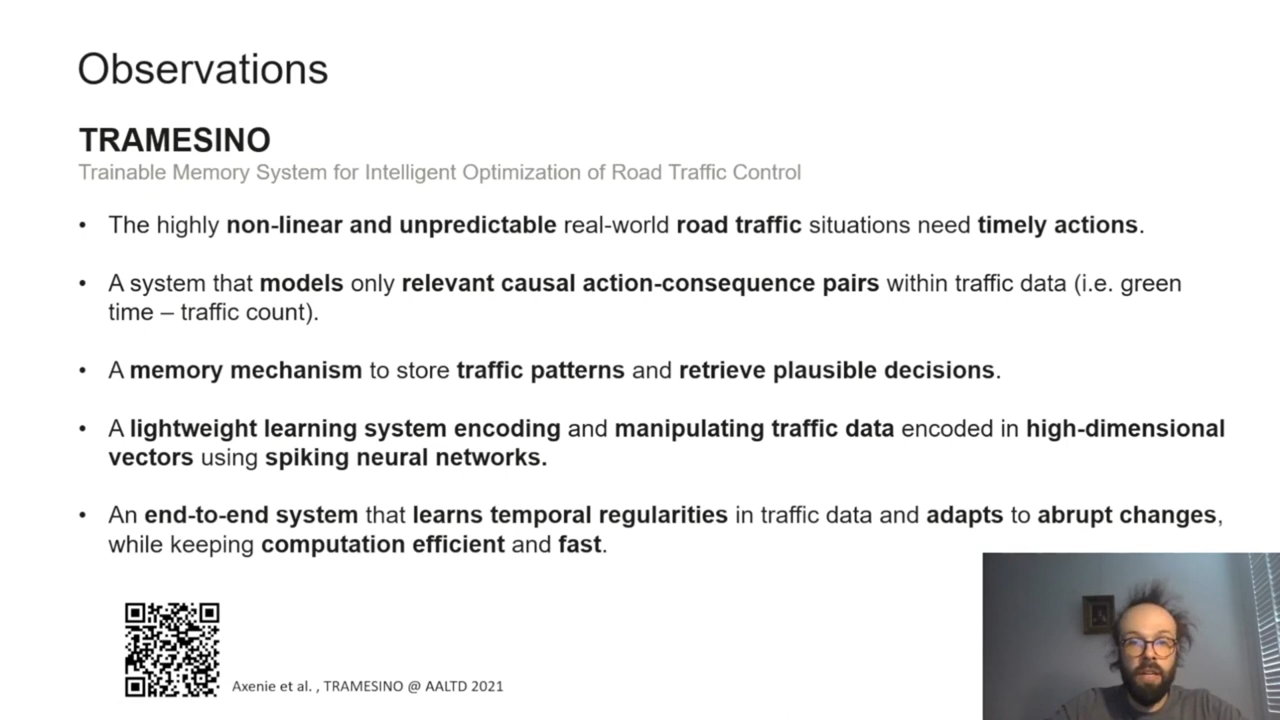 Observations
TRAMESINO
Trainable Memory System for Intelligent Optimization of Road Traffic Control
• The highly non-linear and unpredictable real-world road traffic situations need timely actions.
• A system that models only relevant causal action-consequence pairs within traffic data (i.e. green
time – traffic count).
• A memory mechanism to store traffic patterns and retrieve plausible decisions.
• A lightweight learning system encoding and manipulating traffic data encoded in high-dimensional
vectors using spiking neural networks.
• An end-to-end system that learns temporal regularities in traffic data and adapts to abrupt changes,
while keeping computation efficient and fast.
Axenie et al. , TRAMESINO @ AALTD 2021